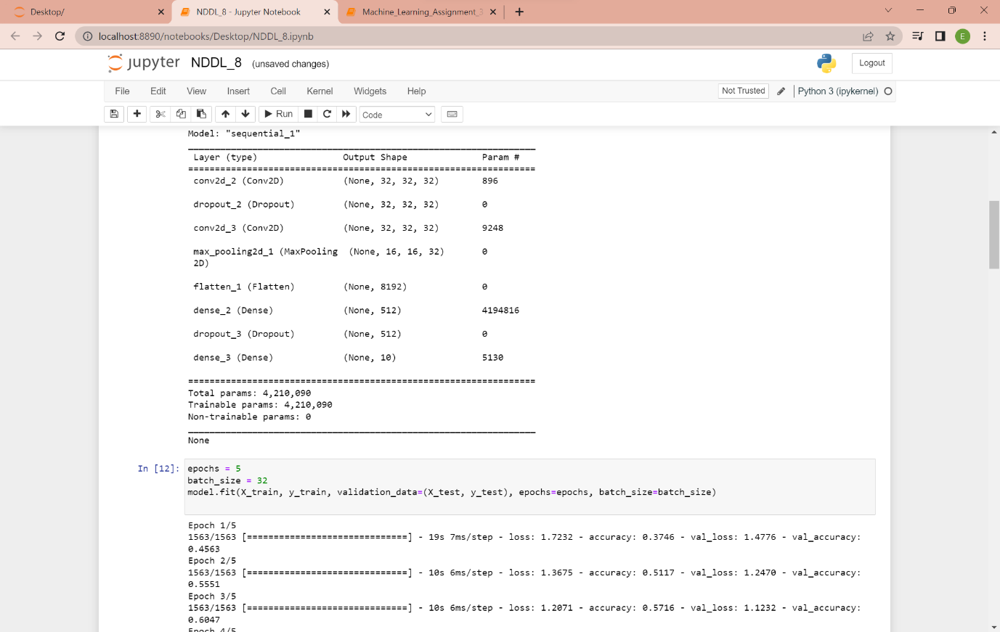 Desktop/
NDDL_8 - Jupyter Notebook
Machine_Learning_Assignment_3
localhost:8890/notebooks/Desktop/NDDL_8.ipynb
E
jupyter NDDL_8 (unsaved changes)
Logout
File Edit View Insert Cell Kernel Widgets Help
Not Trusted
Python 3 (ipykernel)
Run
Code
Model: "sequential_1"
Layer (type) Output Shape Param #
=================================================================
conv2d_2 (Conv2D) (None, 32, 32, 32) 896
dropout_2 (Dropout) (None, 32, 32, 32) 0
conv2d_3 (Conv2D) (None, 32, 32, 32) 9248
max_pooling2d_1 (MaxPooling (None, 16, 16, 32) 0
2D)
flatten_1 (Flatten) (None, 8192) 0
dense_2 (Dense) (None, 512) 4194816
dropout_3 (Dropout) (None, 512) 0
dense_3 (Dense) (None, 10) 5130
=================================================================
Total params: 4,210,090
Trainable params: 4,210,090
Non-trainable params: 0
None
In [12]: epochs = 5
batch_size = 32
model.fit(X_train, y_train, validation_data=(X_test, y_test), epochs=epochs, batch_size=batch_size)
Epoch 1/5
1563/1563 [==============================] - 19s 7ms/step - loss: 1.7232 - accuracy: 0.3746 - val_loss: 1.4776 - val_accuracy:
0.4563
Epoch 2/5
1563/1563 [==============================] - 10s 6ms/step - loss: 1.3675 - accuracy: 0.5117 - val_loss: 1.2470 - val_accuracy:
0.5551
Epoch 3/5
1563/1563 [==============================] - 10s 6ms/step - loss: 1.2071 - accuracy: 0.5716 - val_loss: 1.1232 - val_accuracy:
0.6047
Epoch 4/5